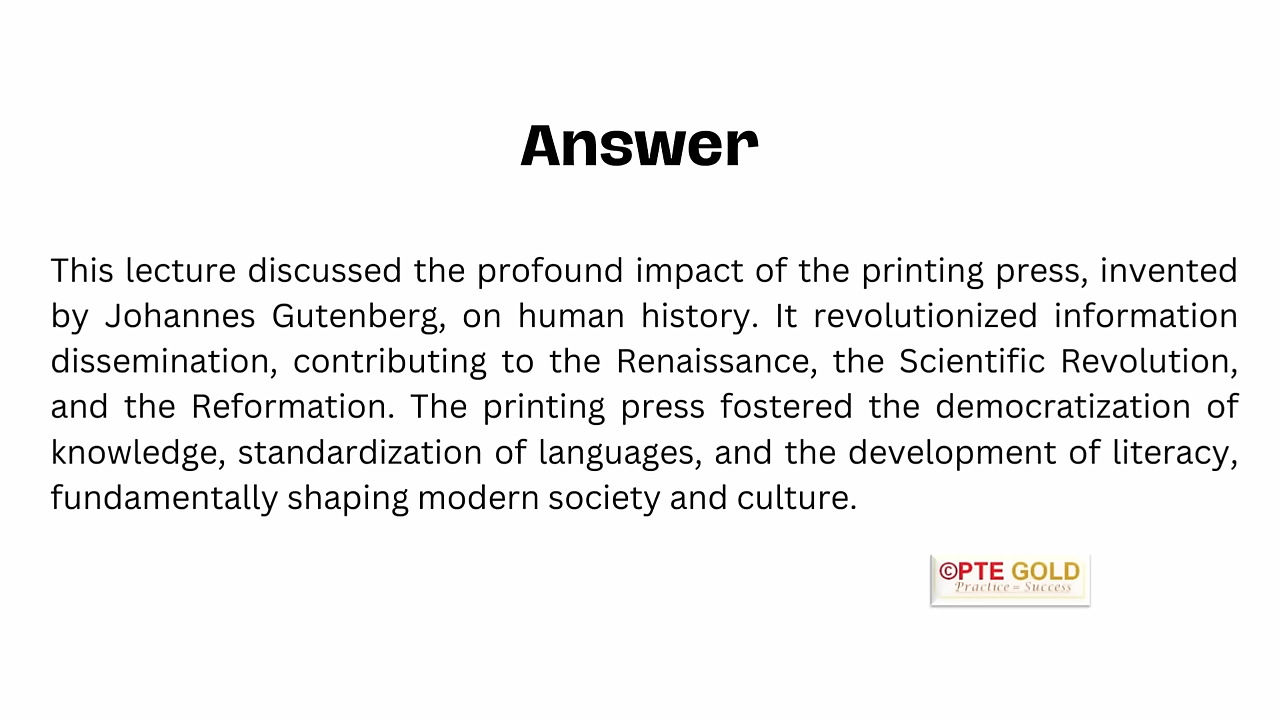 Answer
This lecture discussed the profound impact of the printing press, invented
by Johannes Gutenberg, on human history. It revolutionized information
dissemination, contributing to the Renaissance, the Scientific Revolution,
and the Reformation. The printing press fostered the democratization of
knowledge, standardization of languages, and the development of literacy,
fundamentally shaping modern society and culture.
©PTE GOLD
Practice = Success